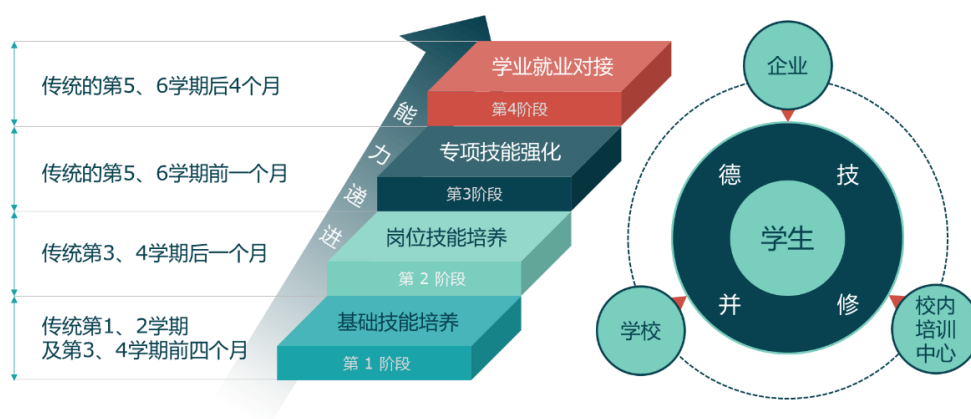 传统的第5、6学期后4个月
传统的第5、6学期前一个月
传统第3、4学期后一个月
传统第1、2学期
及第3、4学期前四个月
能力递进
学业就业对接
第4阶段
专项技能强化
第3阶段
岗位技能培养
第 2 阶段
基础技能培养
第 1 阶段
企业
德技
学生
并修
学校
校内
培训
中心